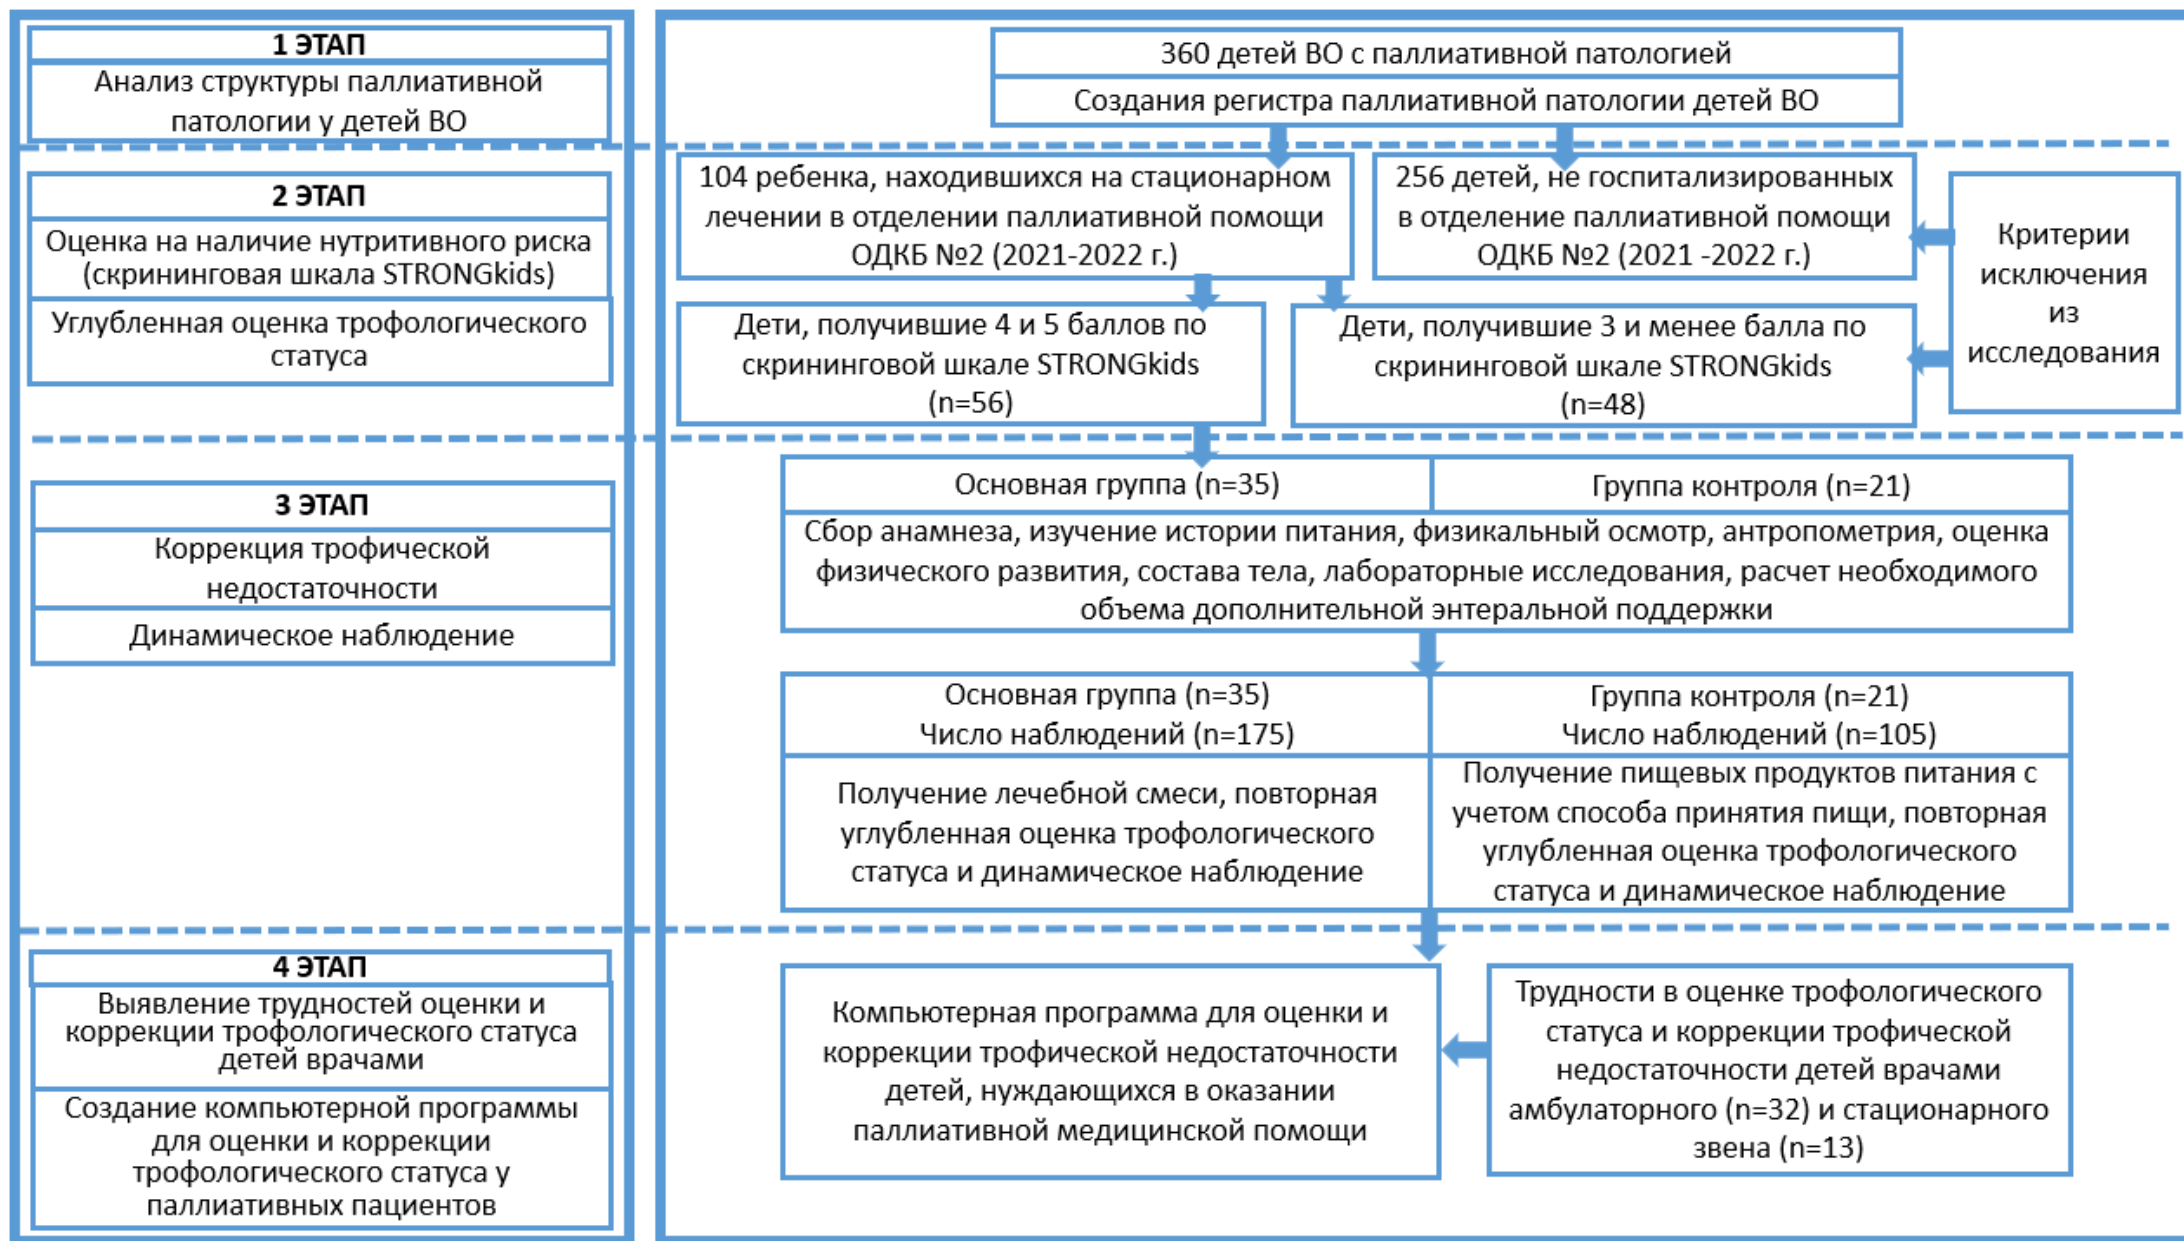 1 ЭТАП
Анализ структуры паллиативной
патологии у детей ВО
2 ЭТАП
Оценка на наличие нутритивного риска
(скрининговая шкала STRONGkids)
Углубленная оценка трофологического
статуса
3 ЭТАП
Коррекция трофической
недостаточности
Динамическое наблюдение
4 ЭТАП
Выявление трудностей оценки и
коррекции трофологического статуса
детей врачами
Создание компьютерной программы
для оценки и коррекции
трофологического статуса у
паллиативных пациентов
360 детей ВО с паллиативной патологией
Создания регистра паллиативной патологии детей ВО
104 ребенка, находившихся на стационарном
лечении в отделении паллиативной помощи
ОДКБ №2 (2021-2022 г.)
256 детей, не госпитализированных
в отделение паллиативной помощи
ОДКБ №2 (2021 -2022 г.)
Критерии
исключения
из
исследования
Дети, получившие 4 и 5 баллов по
скрининговой шкале STRONGkids
(n=56)
Дети, получившие 3 и менее балла по
скрининговой шкале STRONGkids
(n=48)
Основная группа (n=35)
Группа контроля (n=21)
Сбор анамнеза, изучение истории питания, физикальный осмотр, антропометрия, оценка
физического развития, состава тела, лабораторные исследования, расчет необходимого
объема дополнительной энтеральной поддержки
Основная группа (n=35)
Число наблюдений (n=175)
Группа контроля (n=21)
Число наблюдений (n=105)
Получение лечебной смеси, повторная
углубленная оценка трофологического
статуса и динамическое наблюдение
Получение пищевых продуктов питания с
учетом способа принятия пищи, повторная
углубленная оценка трофологического
статуса и динамическое наблюдение
Компьютерная программа для оценки и
коррекции трофической недостаточности
детей, нуждающихся в оказании
паллиативной медицинской помощи
Трудности в оценке трофологического
статуса и коррекции трофической
недостаточности детей врачами
амбулаторного (n=32) и стационарного
звена (n=13)